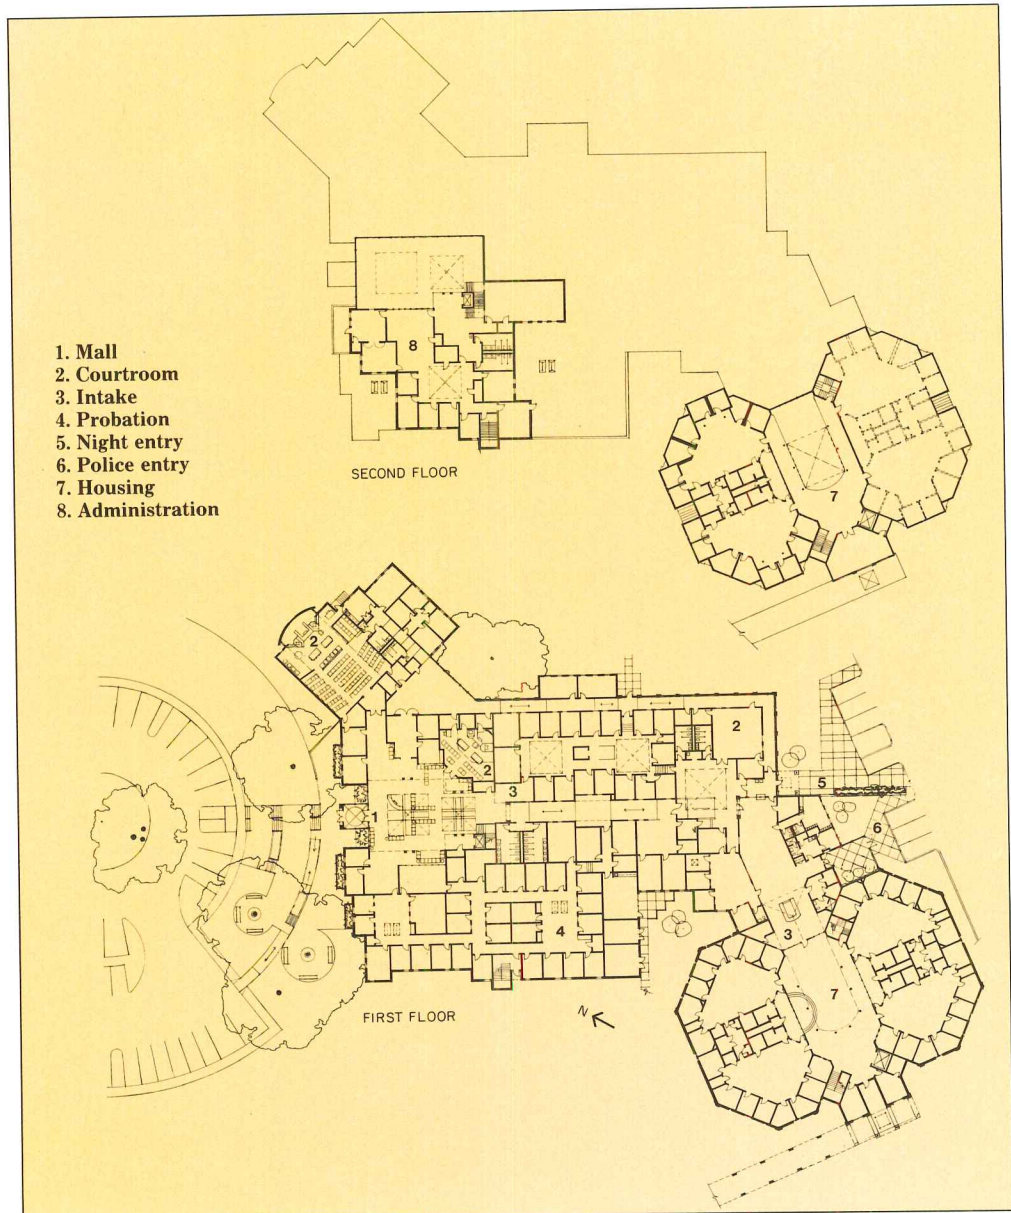 1. Mall
2. Courtroom
3. Intake
4. Probation
5. Night entry
6. Police entry
7. Housing
8. Administration
8
SECOND FLOOR
7
2
2
2
3
1
5
6
4
3
7
N
FIRST FLOOR